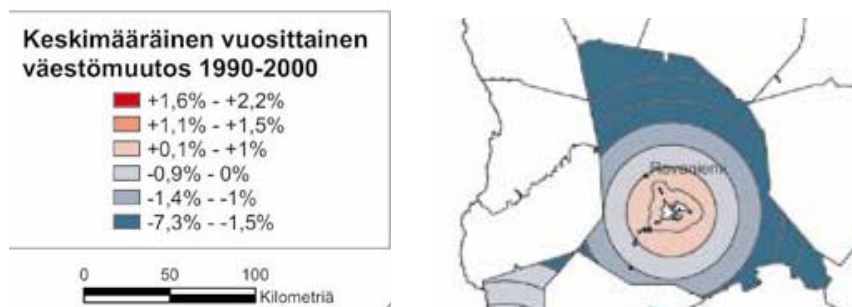 Keskimääräinen vuosittainen
väestömuutos 1990-2000
+1,6% - +2,2%
+1,1% - +1,5%
+0,1% - +1%
-0,9% - 0%
-1,4% - -1%
-7,3% - -1,5%
0 50 100
Kilometriä
Rovaniemi